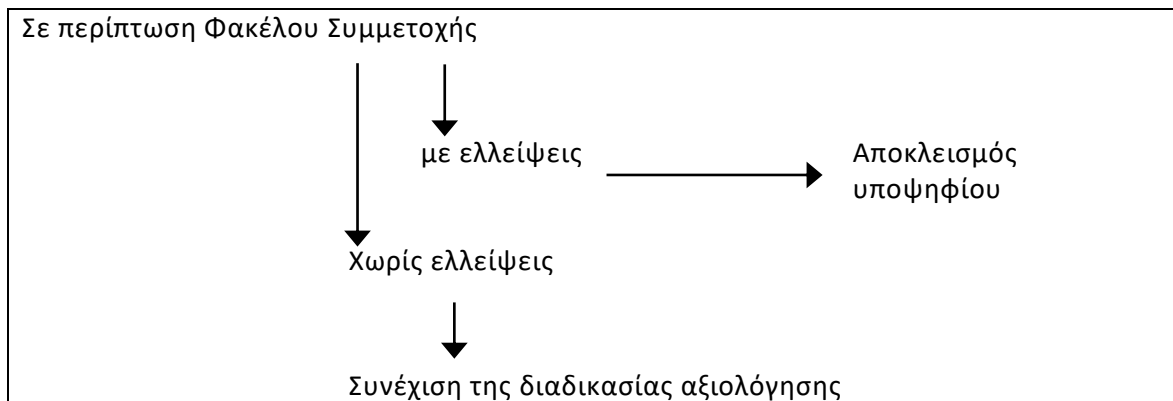 Σε περίπτωση Φακέλου Συμμετοχής
με ελλείψεις
Αποκλεισμός
υποψηφίου
Χωρίς ελλείψεις
Συνέχιση της διαδικασίας αξιολόγησης